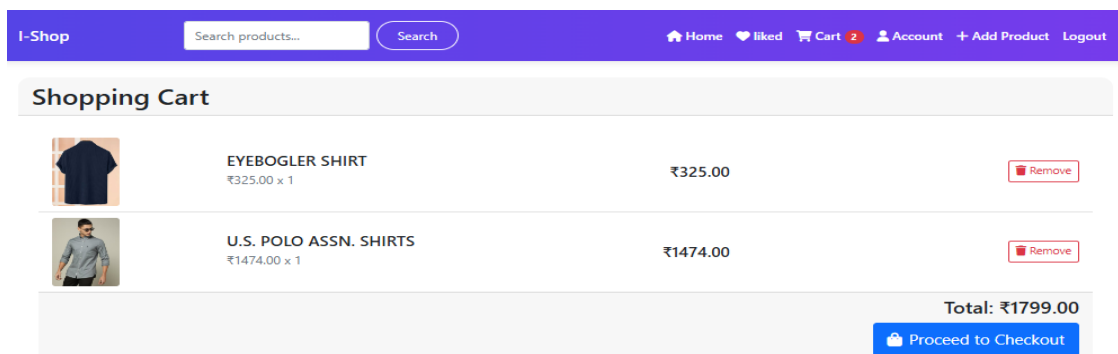 I-Shop Search products... Search Home liked Cart 2 Account + Add Product Logout
Shopping Cart
EYEBOGLER SHIRT
₹325.00 x 1
₹325.00
Remove
U.S. POLO ASSN. SHIRTS
₹1474.00 x 1
₹1474.00
Remove
Total: ₹1799.00
Proceed to Checkout